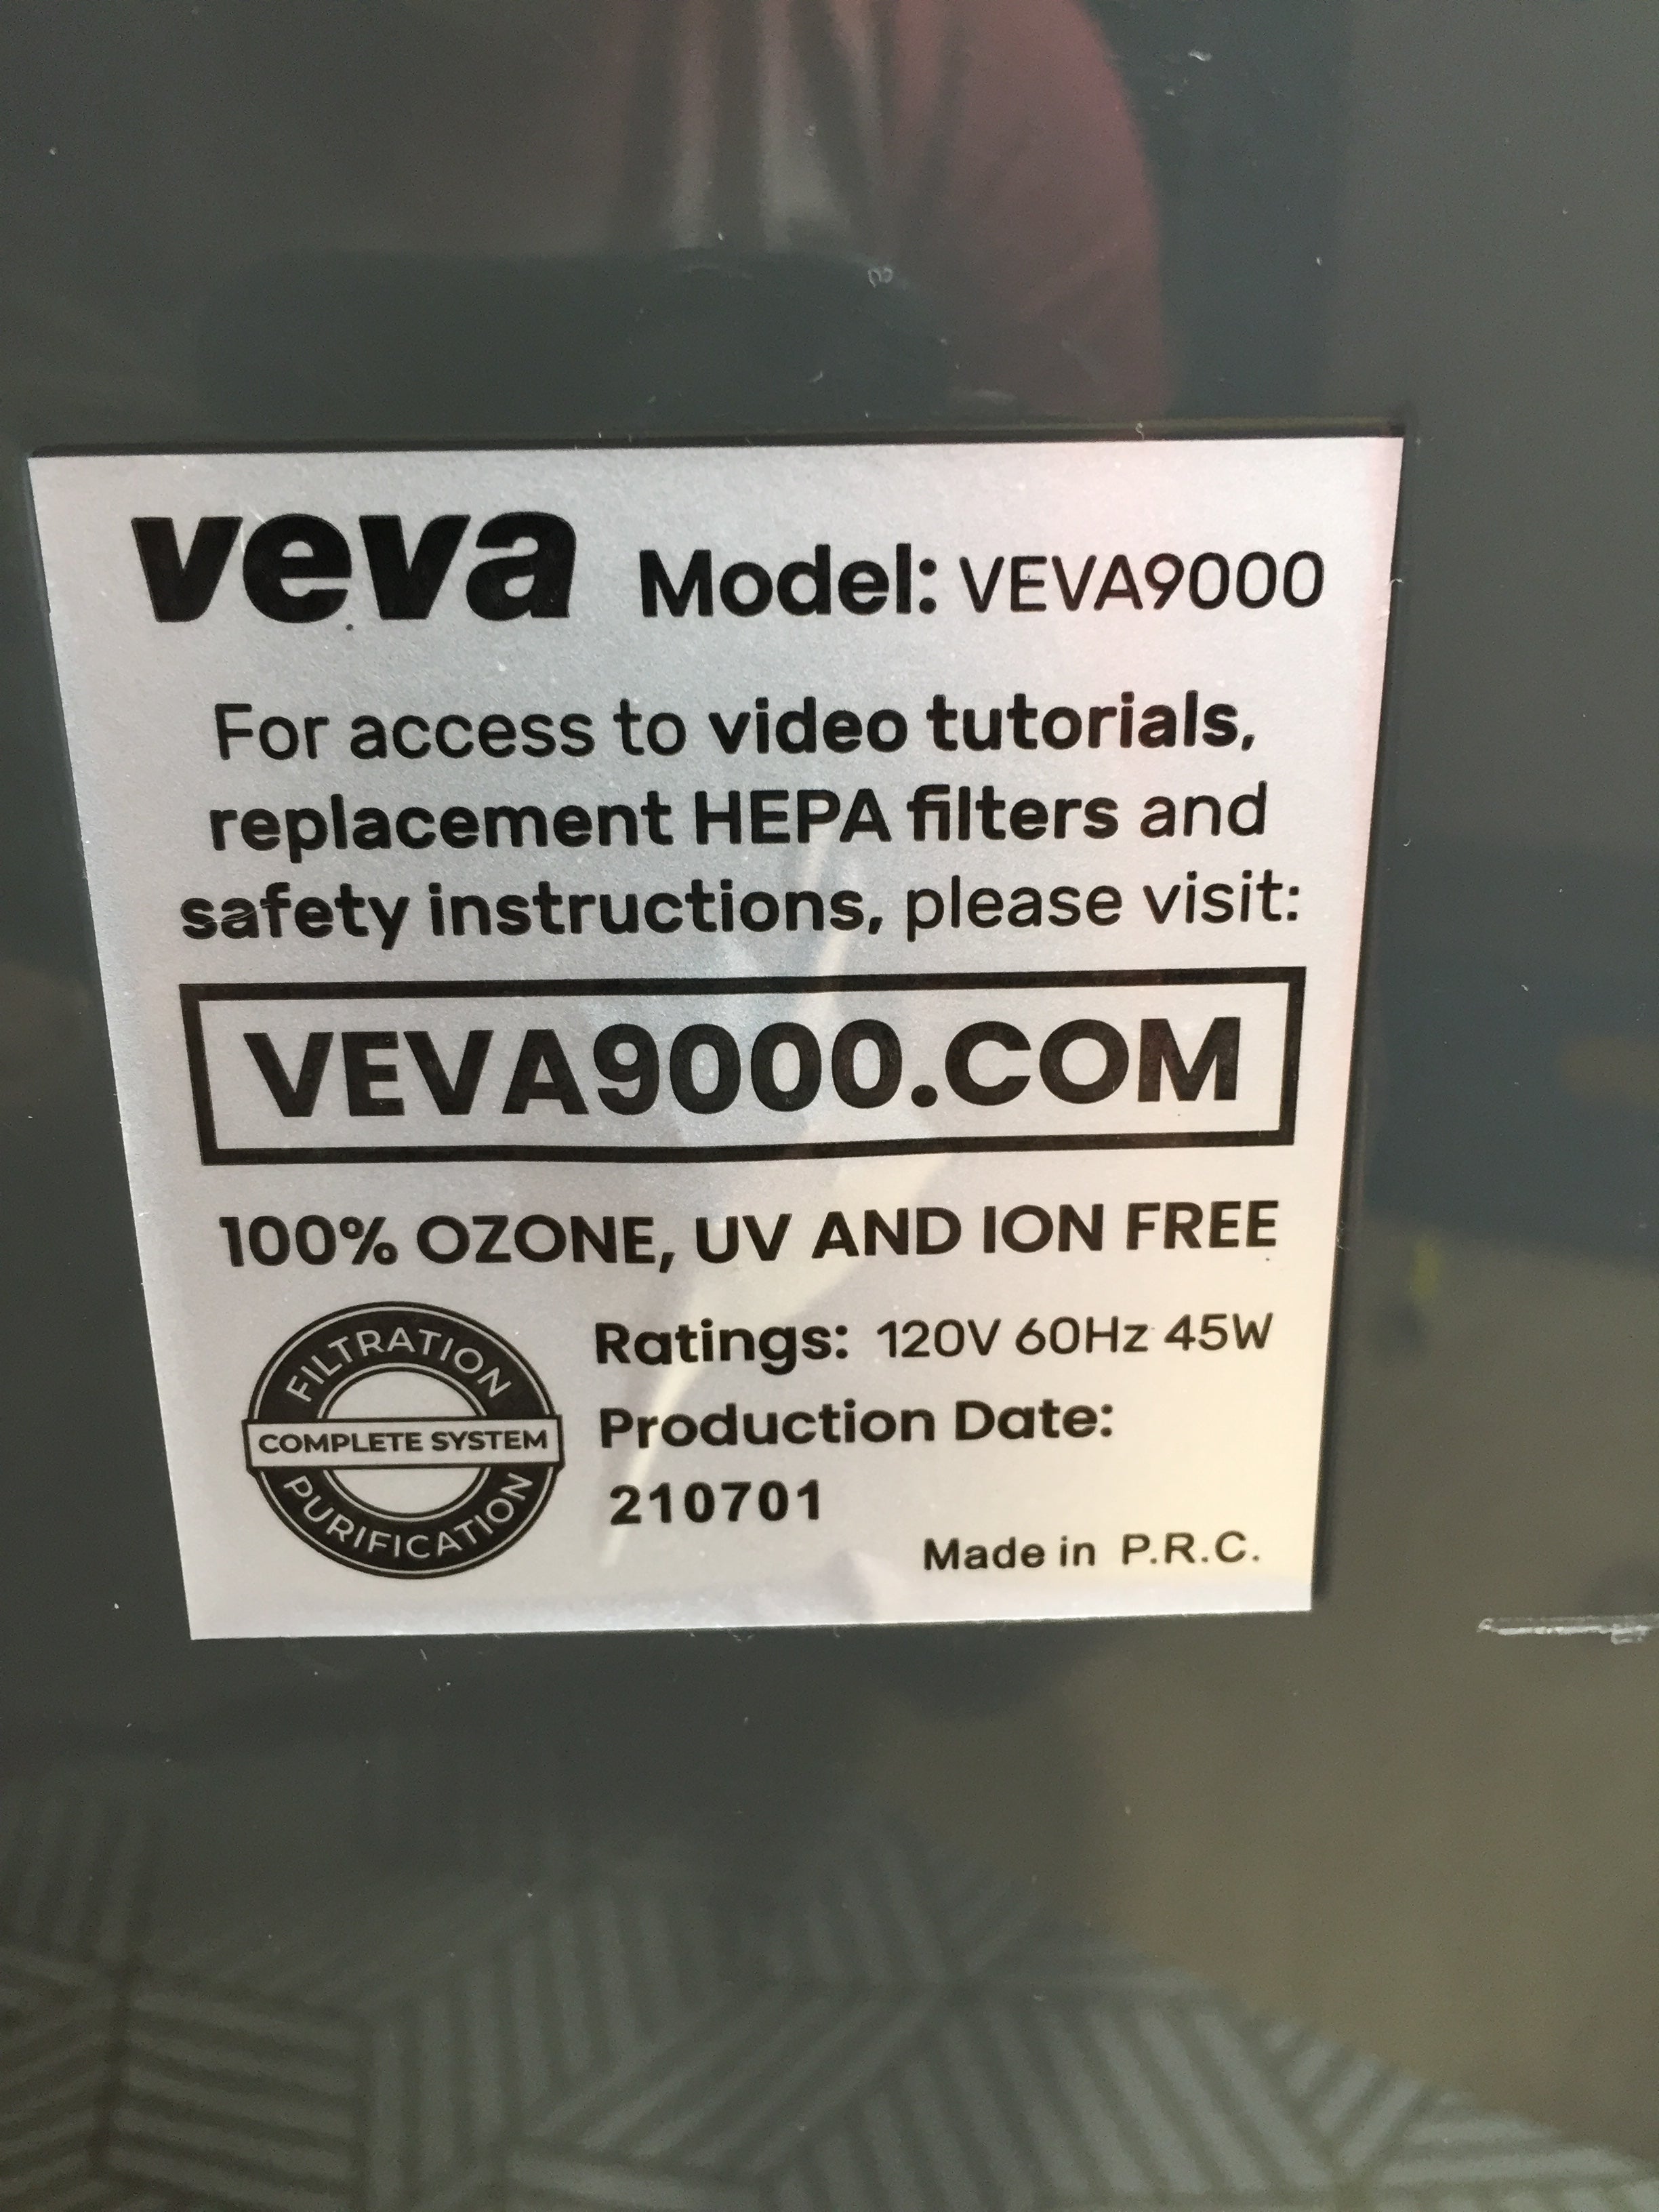 veva Model: VEVA9000
For access to video tutorials,
replacement HEPA filters and
safety instructions, please visit:
VEVA9000.COM
100% OZONE, UV AND ION FREE
FILTRATION
COMPLETE SYSTEM
PURIFICATION
Ratings: 120V 60Hz 45W
Production Date:
210701
Made in P.R.C.